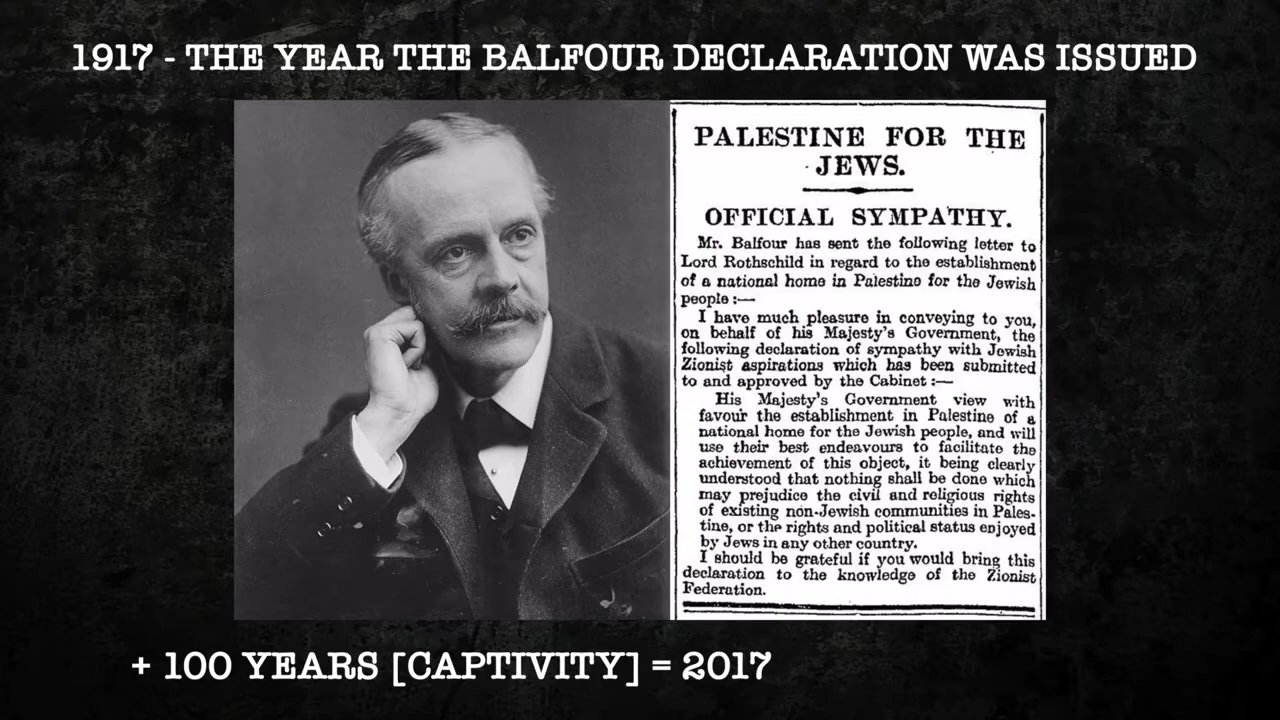 1917 - THE YEAR THE BALFOUR DECLARATION WAS ISSUED
PALESTINE FOR THE
JEWS.
OFFICIAL SYMPATHY.
Mr. Balfour has sent the following letter to
Lord Rothschild in regard to the establishment
of a national home in Palestine for the Jewish
people :—
I have much pleasure in conveying to you,
on behalf of his Majesty's Government, the
following declaration of sympathy with Jewish
Zionist aspirations which has been submitted
to and approved by the Cabinet :—
His Majesty's Government view with
favour the establishment in Palestine of a
national home for the Jewish people, and will
use their best endeavours to facilitate the
achievement of this object, it being clearly
understood that nothing shall be done which
may prejudice the civil and religious rights
of existing non-Jewish communities in Pales-
tine, or the rights and political status enjoyed
by Jews in any other country.
I should be grateful if you would bring this
declaration to the knowledge of the Zionist
Federation.
+ 100 YEARS [CAPTIVITY] = 2017